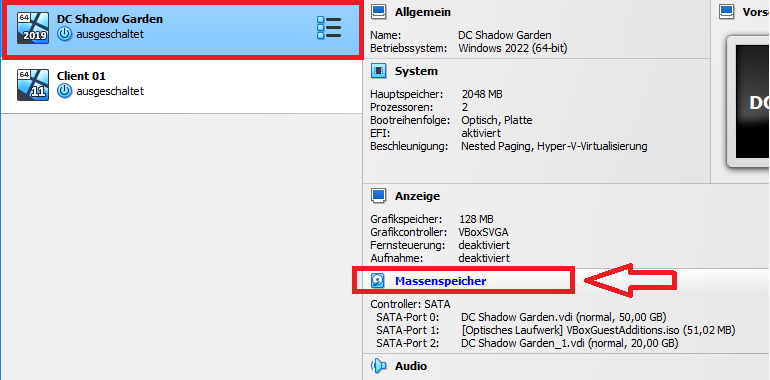 64
2019
DC Shadow Garden
ausgeschaltet
64
11
Client 01
ausgeschaltet
Allgemein
Name: DC Shadow Garden
Betriebssystem: Windows 2022 (64-bit)
System
Hauptspeicher: 2048 MB
Prozessoren: 2
Bootreihenfolge: Optisch, Platte
EFI: aktiviert
Beschleunigung: Nested Paging, Hyper-V-Virtualisierung
Anzeige
Grafikspeicher: 128 MB
Grafikcontroller: VBoxSVGA
Fernsteuerung: deaktiviert
Aufnahme: deaktiviert
Massenspeicher
Controller: SATA
SATA-Port 0: DC Shadow Garden.vdi (normal, 50,00 GB)
SATA-Port 1: [Optisches Laufwerk] VBoxGuestAdditions.iso (51,02 MB)
SATA-Port 2: DC Shadow Garden_1.vdi (normal, 20,00 GB)
Audio
Vors
DC